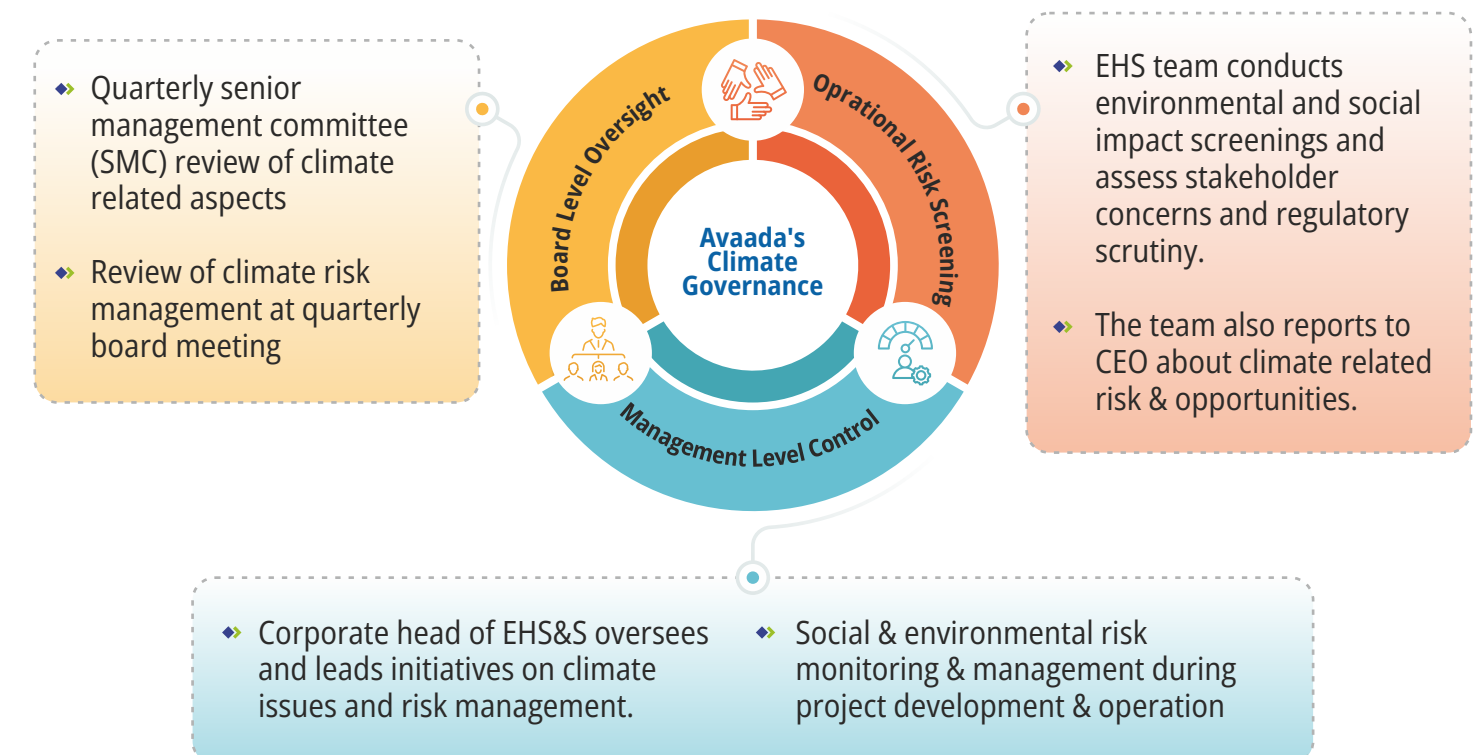 Quarterly senior
management committee
(SMC) review of climate
related aspects
Review of climate risk
management at quarterly
board meeting
Board Level Oversight
Oprational Risk Screening
Management Level Control
Avaada's
Climate
Governance
EHS team conducts
environmental and social
impact screenings and
assess stakeholder
concerns and regulatory
scrutiny.
The team also reports to
CEO about climate related
risk & opportunities.
Corporate head of EHS&S oversees
and leads initiatives on climate
issues and risk management.
Social & environmental risk
monitoring & management during
project development & operation